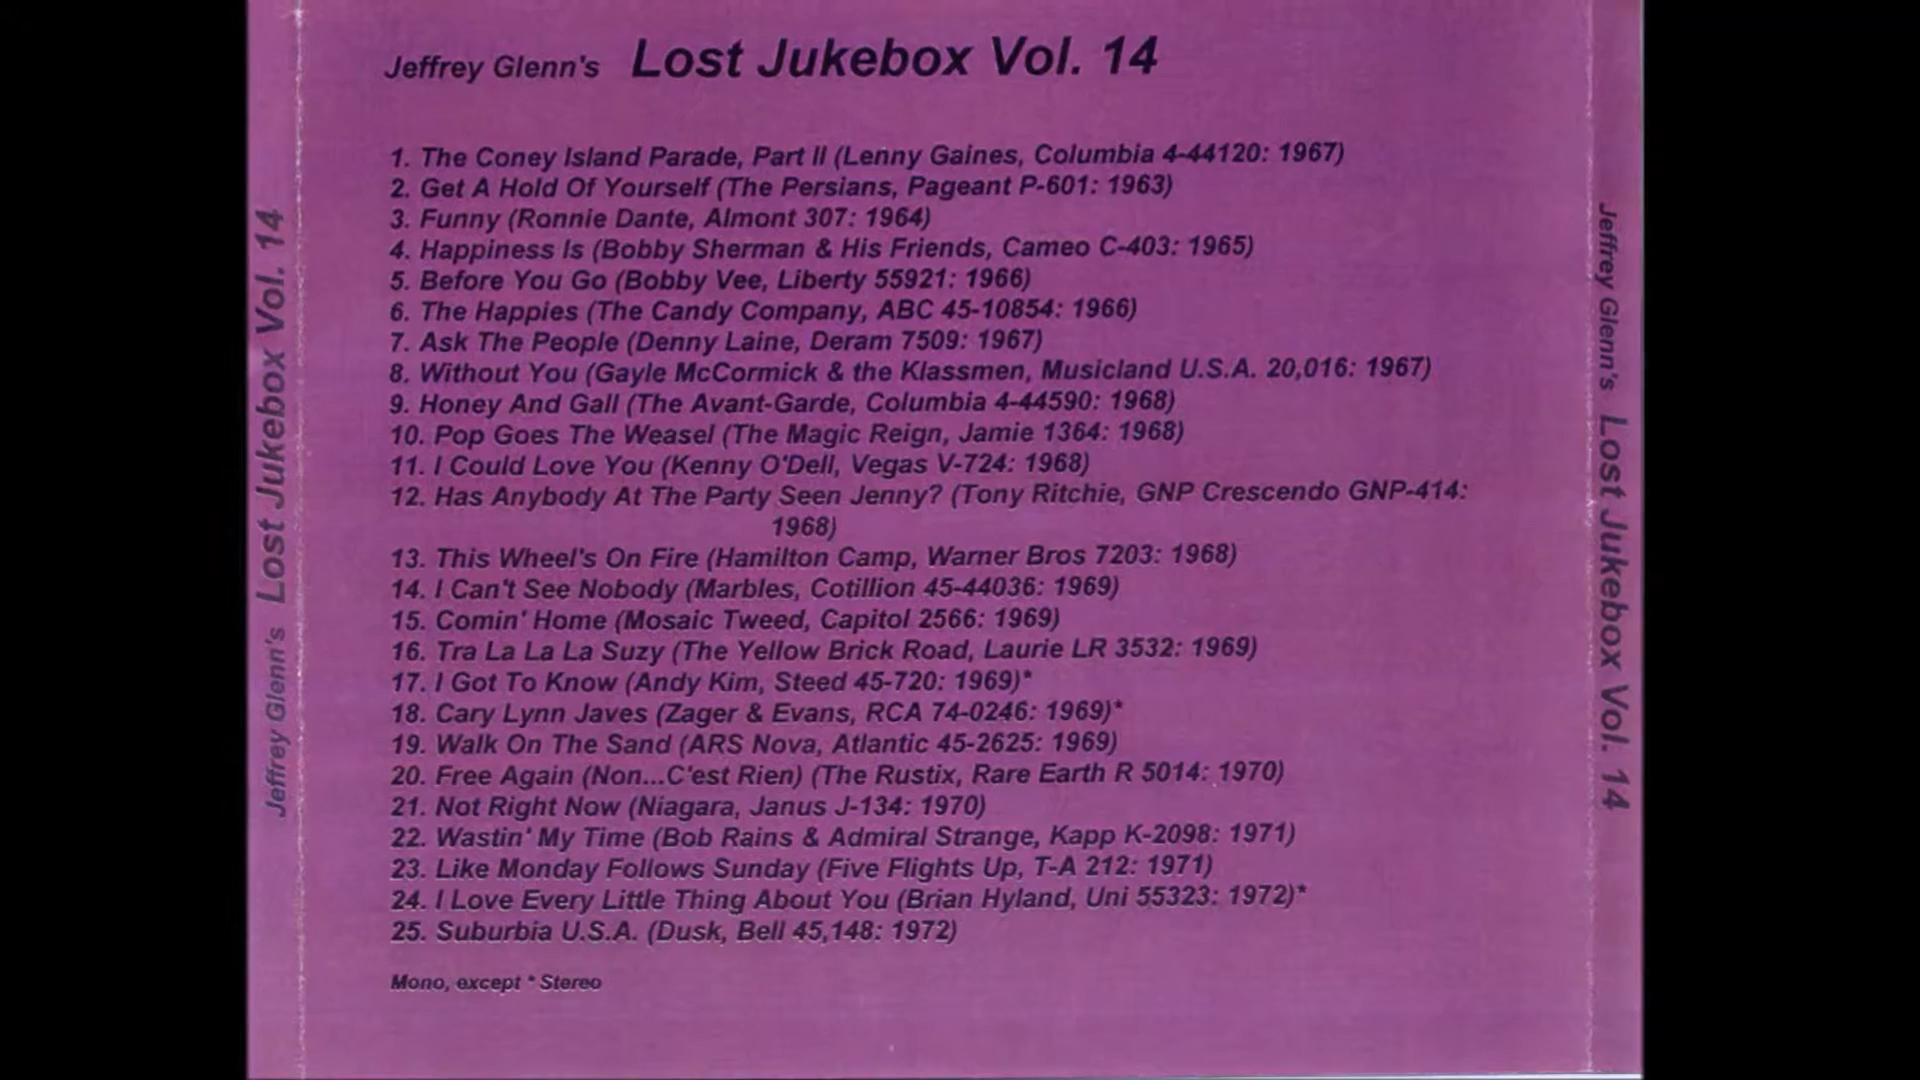 Jeffrey Glenn's Lost Jukebox Vol. 14
1. The Coney Island Parade, Part II (Lenny Gaines, Columbia 4-44120: 1967)
2. Get A Hold Of Yourself (The Persians, Pageant P-601: 1963)
3. Funny (Ronnie Dante, Almont 307: 1964)
4. Happiness Is (Bobby Sherman & His Friends, Cameo C-403: 1965)
5. Before You Go (Bobby Vee, Liberty 55921: 1966)
6. The Happies (The Candy Company, ABC 45-10854: 1966)
7. Ask The People (Denny Laine, Deram 7509: 1967)
8. Without You (Gayle McCormick & the Klassmen, Musicland U.S.A. 20,016: 1967)
9. Honey And Gall (The Avant-Garde, Columbia 4-44590: 1968)
10. Pop Goes The Weasel (The Magic Reign, Jamie 1364: 1968)
11. I Could Love You (Kenny O'Dell, Vegas V-724: 1968)
12. Has Anybody At The Party Seen Jenny? (Tony Ritchie, GNP Crescendo GNP-414:
1968)
13. This Wheel's On Fire (Hamilton Camp, Warner Bros 7203: 1968)
14. I Can't See Nobody (Marbles, Cotillion 45-44036: 1969)
15. Comin' Home (Mosaic Tweed, Capitol 2566: 1969)
16. Tra La La La Suzy (The Yellow Brick Road, Laurie LR 3532: 1969)
17. I Got To Know (Andy Kim, Steed 45-720: 1969)*
18. Cary Lynn Javes (Zager & Evans, RCA 74-0246: 1969)*
19. Walk On The Sand (ARS Nova, Atlantic 45-2625: 1969)
20. Free Again (Non...C'est Rien) (The Rustix, Rare Earth R 5014: 1970)
21. Not Right Now (Niagara, Janus J-134: 1970)
22. Wastin' My Time (Bob Rains & Admiral Strange, Kapp K-2098: 1971)
23. Like Monday Follows Sunday (Five Flights Up, T-A 212: 1971)
24. I Love Every Little Thing About You (Brian Hyland, Uni 55323: 1972)*
25. Suburbia U.S.A. (Dusk, Bell 45,148: 1972)
Mono, except * Stereo
Jeffrey Glenn's Lost Jukebox Vol. 14
Jeffrey Glenn's Lost Jukebox Vol. 14